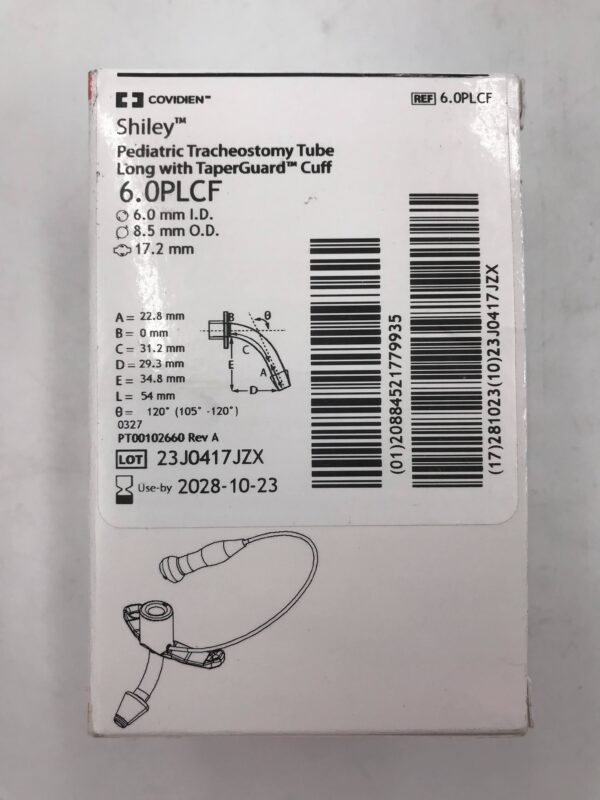 COVIDIEN™
REF 6.0PLCF
Shiley™
Pediatric Tracheostomy Tube
Long with TaperGuard™ Cuff
6.0PLCF
6.0 mm I.D.
8.5 mm O.D.
17.2 mm
A = 22.8 mm
B = 0 mm
C = 31.2 mm
D = 29.3 mm
E = 34.8 mm
L = 54 mm
θ = 120° (105° -120°)
B
θ
C
E
A
D
0327
PT00102660 Rev A
LOT 23J0417JZX
Use-by 2028-10-23
(01)20884521779935
(17)281023(10)23J0417JZX